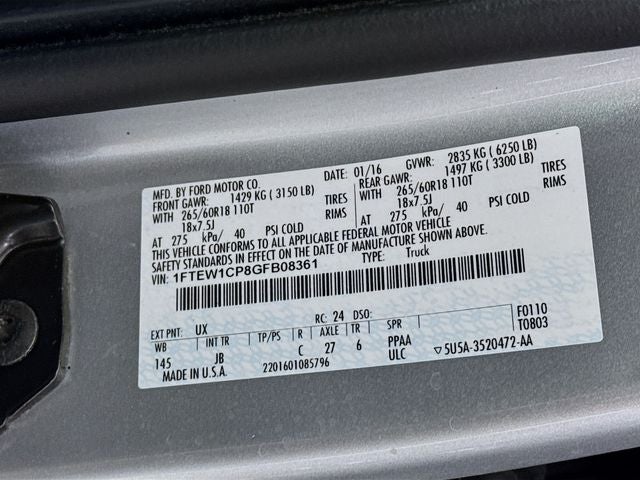 MFD. BY FORD MOTOR CO. DATE: 01/16 GVWR: 2835 KG ( 6250 LB)
FRONT GAWR: 1429 KG ( 3150 LB) REAR GAWR: 1497 KG ( 3300 LB)
WITH 265/60R18 110T TIRES WITH 265/60R18 110T TIRES
18x7.5J RIMS 18x7.5J RIMS
AT 275 kPa/ 40 PSI COLD AT 275 kPa/ 40 PSI COLD
THIS VEHICLE CONFORMS TO ALL APPLICABLE FEDERAL MOTOR VEHICLE
SAFETY STANDARDS IN EFFECT ON THE DATE OF MANUFACTURE SHOWN ABOVE.
VIN: 1FTEW1CP8GFB08361 TYPE: Truck
F0110
T0803
EXT PNT: UX RC: 24 DSO:
WB INT TR TP/PS R AXLE TR SPR
145 JB C 27 6 PPAA
MADE IN U.S.A. 2201601085796 ULC ▽5U5A-3520472-AA